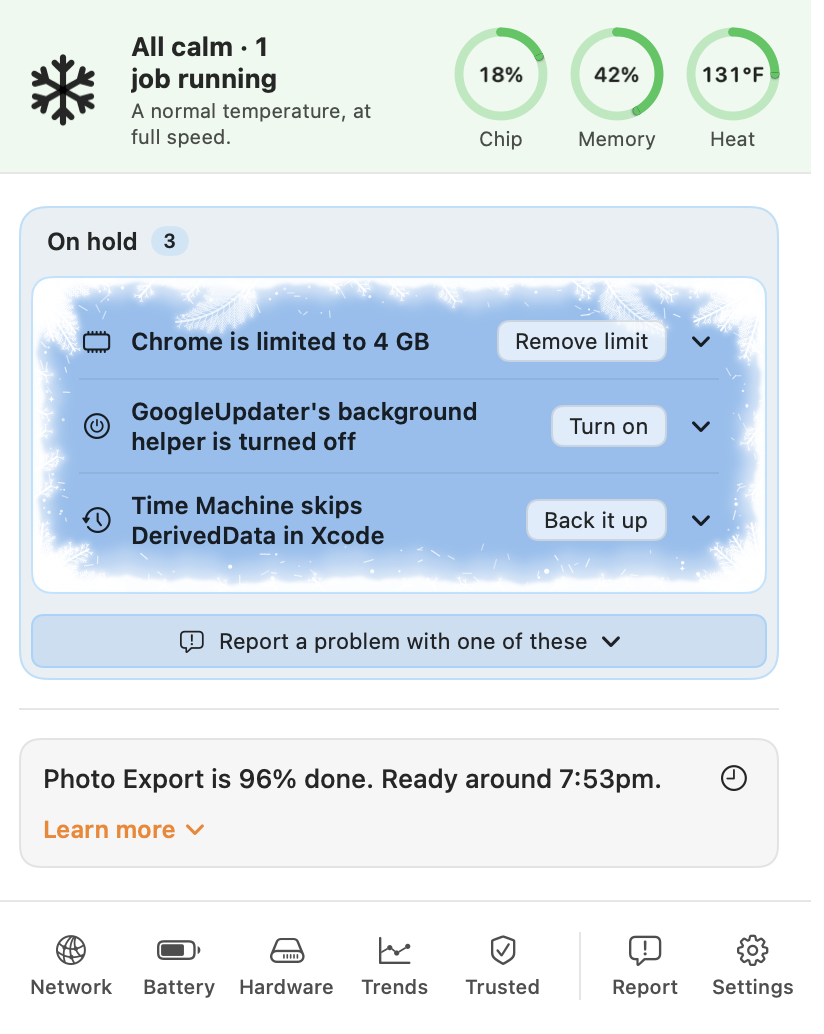 All calm · 1
job running
A normal temperature, at
full speed.
18%
42%
131°F
Chip
Memory
Heat
On hold 3
Chrome is limited to 4 GB
Remove limit
GoogleUpdater's background
helper is turned off
Turn on
Time Machine skips
DerivedData in Xcode
Back it up
Report a problem with one of these
Photo Export is 96% done. Ready around 7:53pm.
Learn more
Network
Battery
Hardware
Trends
Trusted
Report
Settings